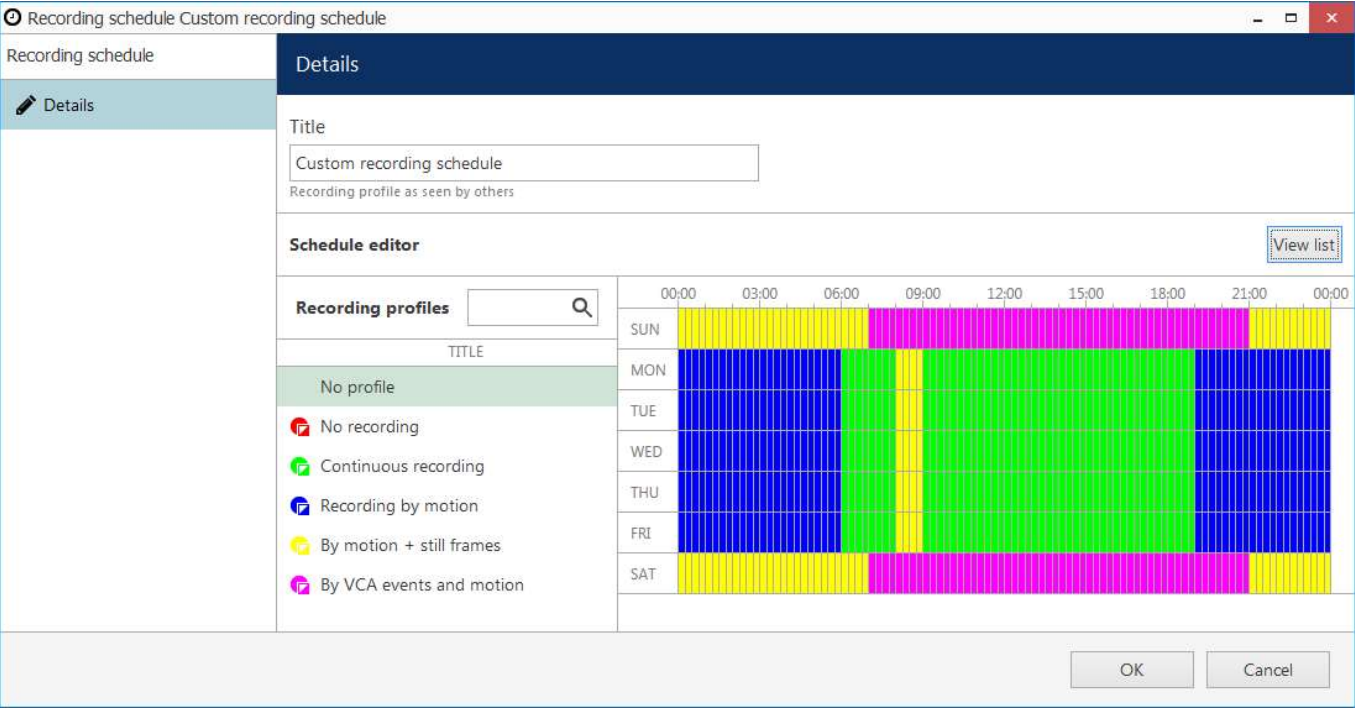 Recording schedule Custom recording schedule
Recording schedule
Details
Details
Title
Custom recording schedule
Recording profile as seen by others
Schedule editor
View list
Recording profiles
TITLE
No profile
No recording
Continuous recording
Recording by motion
By motion + still frames
By VCA events and motion
00:00 03:00 06:00 09:00 12:00 15:00 18:00 21:00 00:00
SUN
MON
TUE
WED
THU
FRI
SAT
OK Cancel